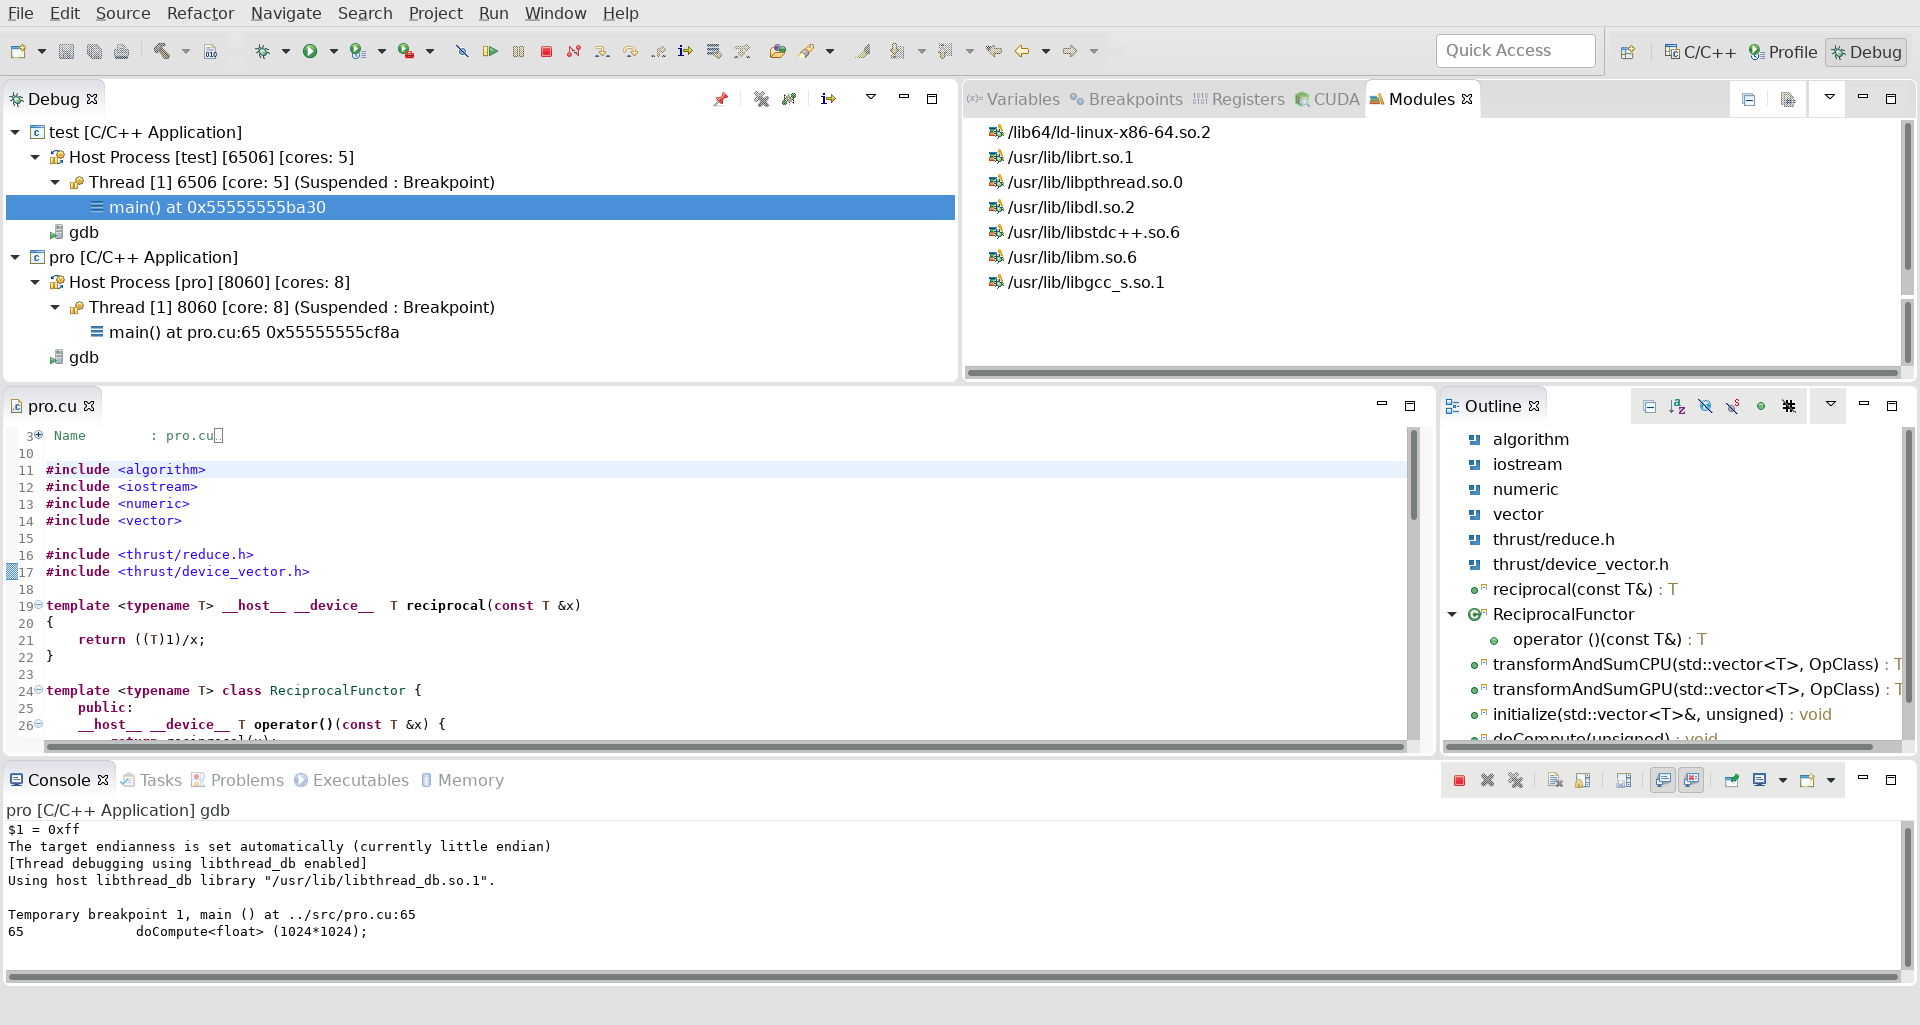 File Edit Source Refactor Navigate Search Project Run Window Help
Quick Access
C/C++ Profile Debug
Debug
test [C/C++ Application]
Host Process [test] [6506] [cores: 5]
Thread [1] 6506 [core: 5] (Suspended : Breakpoint)
main() at 0x55555555ba30
gdb
pro [C/C++ Application]
Host Process [pro] [8060] [cores: 8]
Thread [1] 8060 [core: 8] (Suspended : Breakpoint)
main() at pro.cu:65 0x55555555cf8a
gdb
Variables Breakpoints Registers CUDA Modules
/lib64/ld-linux-x86-64.so.2
/usr/lib/librt.so.1
/usr/lib/libpthread.so.0
/usr/lib/libdl.so.2
/usr/lib/libstdc++.so.6
/usr/lib/libm.so.6
/usr/lib/libgcc_s.so.1
pro.cu
3 Name : pro.cu
10
11 #include <algorithm>
12 #include <iostream>
13 #include <numeric>
14 #include <vector>
15
16 #include <thrust/reduce.h>
17 #include <thrust/device_vector.h>
18
19 template <typename T> __host__ __device__ T reciprocal(const T &x)
20 {
21 return ((T)1)/x;
22 }
23
24 template <typename T> class ReciprocalFunctor {
25 public:
26 __host__ __device__ T operator()(const T &x) {
return reciprocal(x);
Outline
algorithm
iostream
numeric
vector
thrust/reduce.h
thrust/device_vector.h
reciprocal(const T&) : T
ReciprocalFunctor
operator ()(const T&) : T
transformAndSumCPU(std::vector<T>, OpClass) : T
transformAndSumGPU(std::vector<T>, OpClass) : T
initialize(std::vector<T>&, unsigned) : void
doCompute(unsigned) : void
Console Tasks Problems Executables Memory
pro [C/C++ Application] gdb
$1 = 0xff
The target endianness is set automatically (currently little endian)
[Thread debugging using libthread_db enabled]
Using host libthread_db library "/usr/lib/libthread_db.so.1".
Temporary breakpoint 1, main () at ../src/pro.cu:65
65 doCompute<float> (1024*1024);